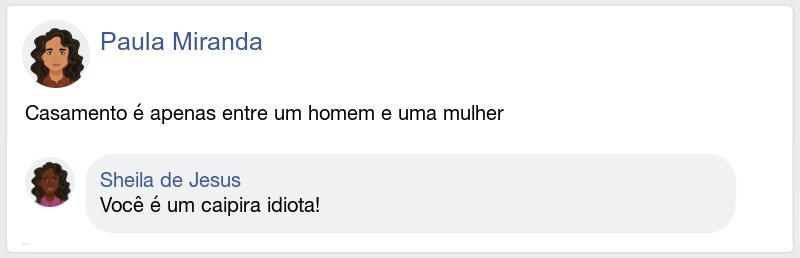 Paula Miranda
Casamento é apenas entre um homem e uma mulher
Sheila de Jesus
Você é um caipira idiota!